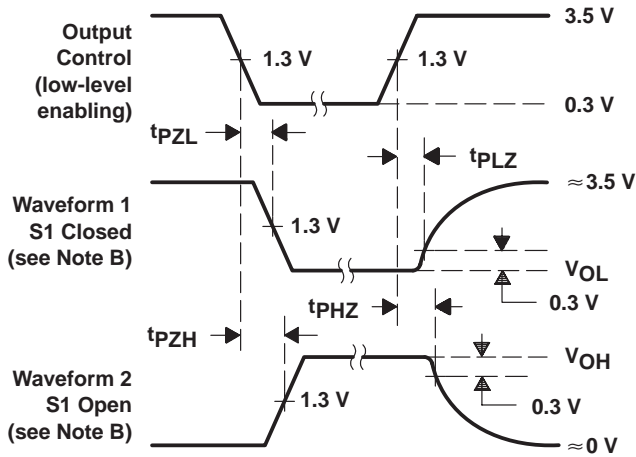 Output
Control
(low-level
enabling)
1.3 V
1.3 V
3.5 V
0.3 V
tPZL
tPLZ
Waveform 1
S1 Closed
(see Note B)
1.3 V
≈3.5 V
VOL
0.3 V
tPZH
tPHZ
Waveform 2
S1 Open
(see Note B)
1.3 V
VOH
0.3 V
≈0 V